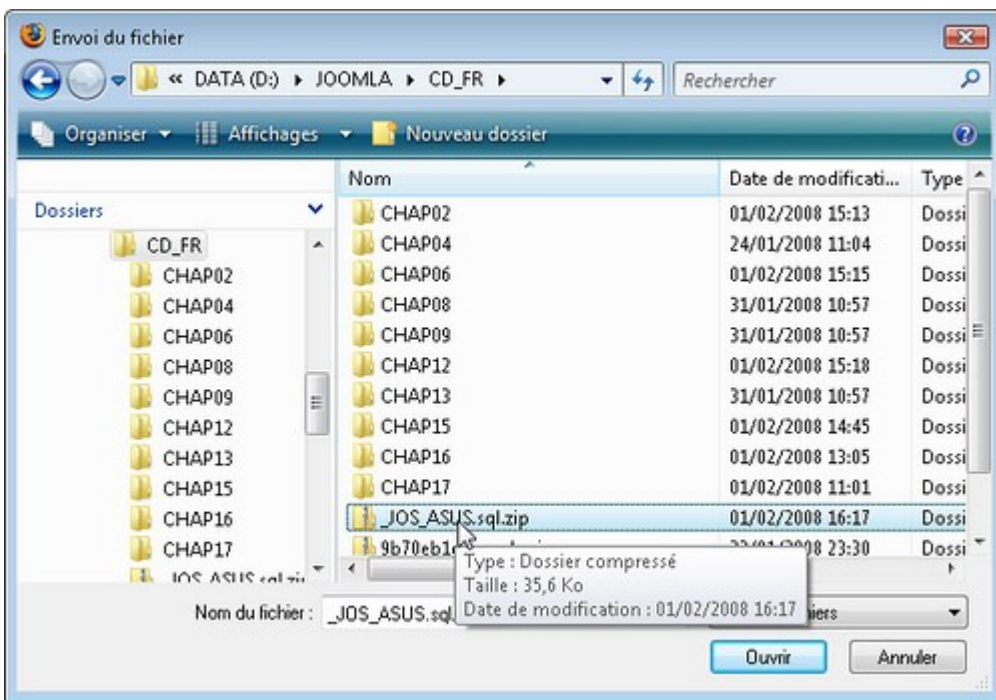 Envoi du fichier
« DATA (D:) JOOMLA CD_FR Rechercher
Organiser Affichages Nouveau dossier
Nom Date de modificati... Type
Dossiers
CD_FR
CHAP02
CHAP04
CHAP06
CHAP08
CHAP09
CHAP12
CHAP13
CHAP15
CHAP16
CHAP17
CHAP02 01/02/2008 15:13 Dossi
CHAP04 24/01/2008 11:04 Dossi
CHAP06 01/02/2008 15:15 Dossi
CHAP08 31/01/2008 10:57 Dossi
CHAP09 31/01/2008 10:57 Dossi
CHAP12 01/02/2008 15:18 Dossi
CHAP13 31/01/2008 10:57 Dossi
CHAP15 01/02/2008 14:45 Dossi
CHAP16 01/02/2008 13:05 Dossi
CHAP17 01/02/2008 11:01 Dossi
_JOS_ASUS.sql.zip 01/02/2008 16:17 Dossi
23:30 Dossi
Type : Dossier compressé
Taille : 35,6 Ko
Date de modification : 01/02/2008 16:17
Nom du fichier : _JOS_ASUS.sql.
Ouvrir Annuler